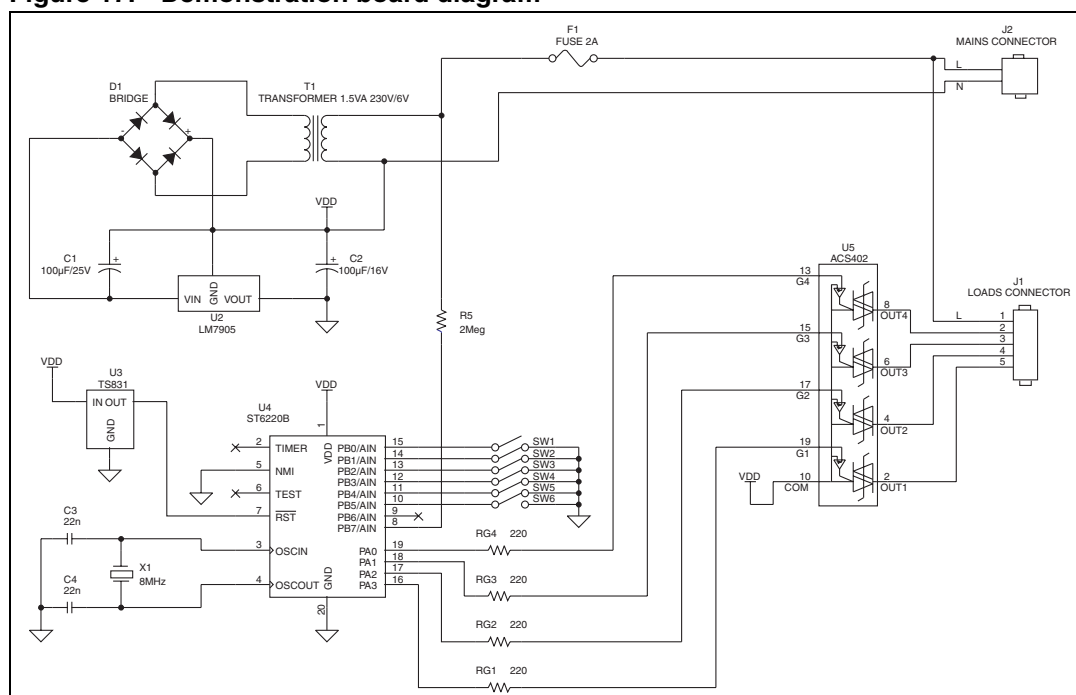 F1
FUSE 2A
J2
MAINS CONNECTOR
L
N
D1
BRIDGE
T1
TRANSFORMER 1.5VA 230V/6V
-
+
VDD
C1
100µF/25V
+
VIN
GND
VOUT
U2
LM7905
+
C2
100µF/16V
R5
2Meg
U5
ACS402
13
G4
8
OUT4
15
G3
6
OUT3
17
G2
4
OUT2
19
G1
2
OUT1
VDD
10
COM
J1
LOADS CONNECTOR
L
1
2
3
4
5
VDD
U3
TS831
IN OUT
GND
U4
ST6220B
VDD
1
VDD
2
TIMER
5
NMI
6
TEST
7
RST
3
OSCIN
4
OSCOUT
GND
20
PB0/AIN
15
SW1
PB1/AIN
14
SW2
PB2/AIN
13
SW3
PB3/AIN
12
SW4
PB4/AIN
11
SW5
PB5/AIN
10
SW6
PB6/AIN
9
PB7/AIN
8
PA0
19
PA1
18
PA2
17
PA3
16
C3
22n
C4
22n
X1
8MHz
RG4 220
RG3 220
RG2 220
RG1 220